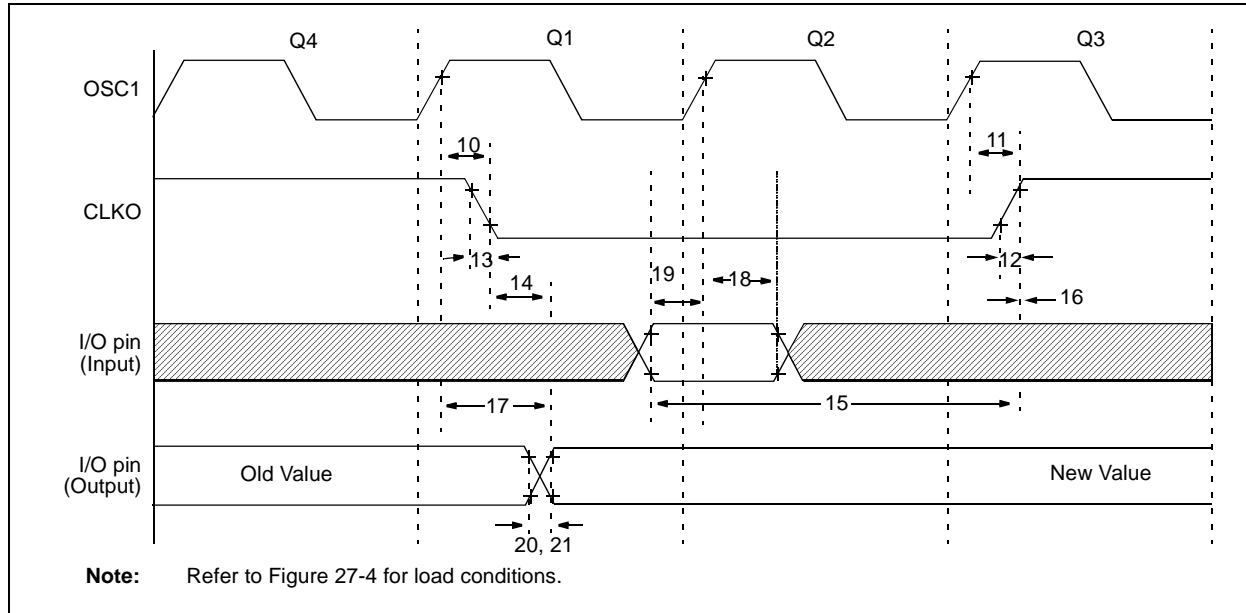 Q4 Q1 Q2 Q3
OSC1
10 11
CLKO
13 12
19 18
14 16
I/O pin
(Input)
17 15
I/O pin
(Output)
Old Value New Value
20, 21
Note: Refer to Figure 27-4 for load conditions.